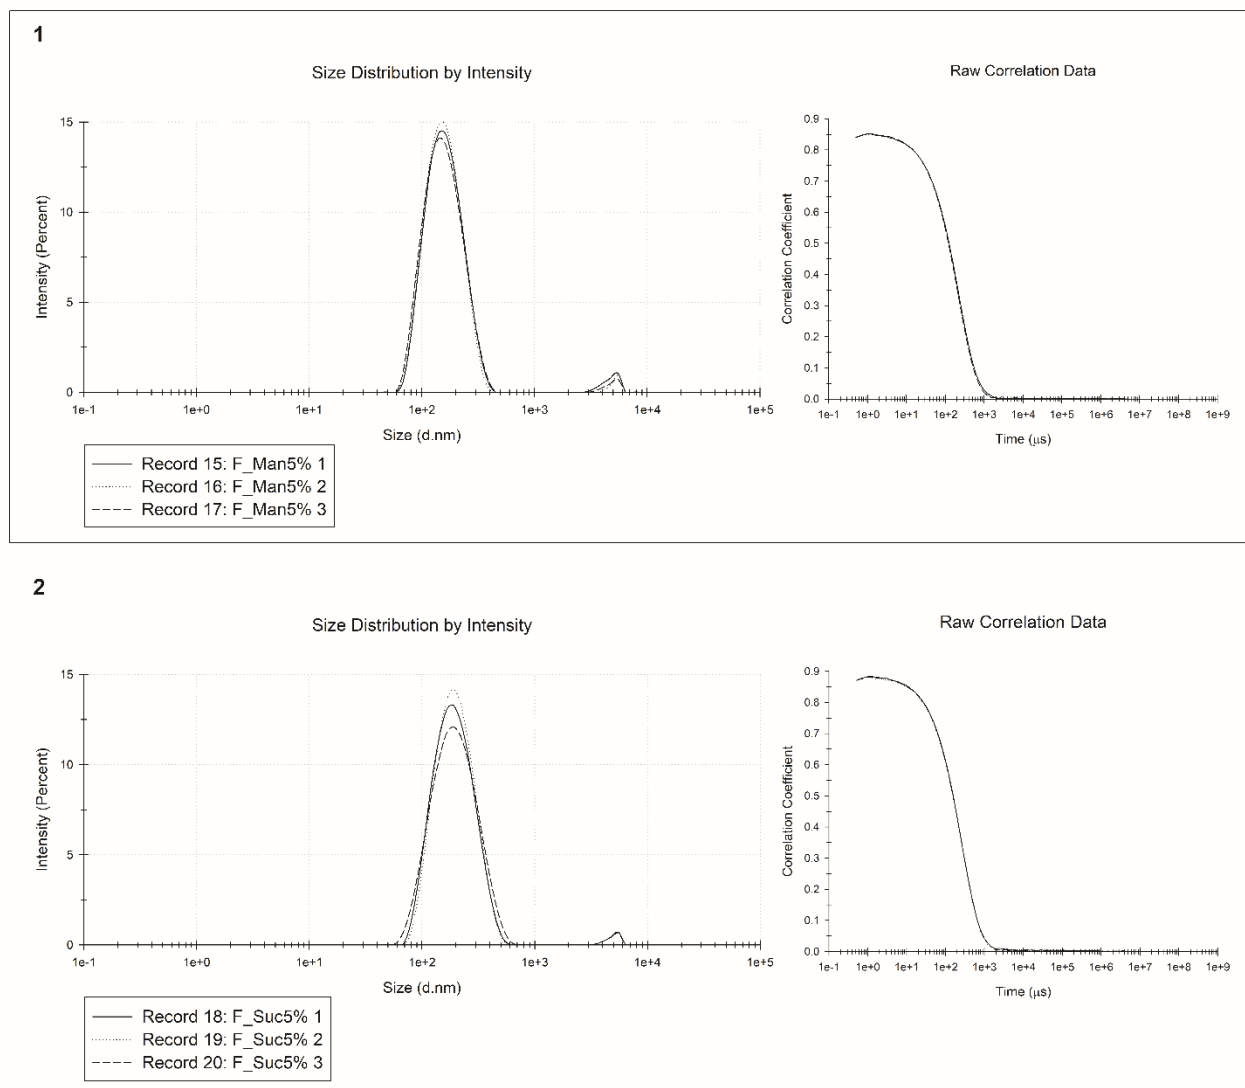 1
Size Distribution by Intensity
Raw Correlation Data
Intensity (Percent)
15
10
5
0
1e-1 1e+0 1e+1 1e+2 1e+3 1e+4 1e+5
Size (d.nm)
Correlation Coefficient
0.9
0.8
0.7
0.6
0.5
0.4
0.3
0.2
0.1
0.0
1e-1 1e+0 1e+1 1e+2 1e+3 1e+4 1e+5 1e+6 1e+7 1e+8 1e+9
Time (μs)
Record 15: F_Man5% 1
Record 16: F_Man5% 2
Record 17: F_Man5% 3
2
Size Distribution by Intensity
Raw Correlation Data
Intensity (Percent)
15
10
5
0
1e-1 1e+0 1e+1 1e+2 1e+3 1e+4 1e+5
Size (d.nm)
Correlation Coefficient
0.9
0.8
0.7
0.6
0.5
0.4
0.3
0.2
0.1
0.0
1e-1 1e+0 1e+1 1e+2 1e+3 1e+4 1e+5 1e+6 1e+7 1e+8 1e+9
Time (μs)
Record 18: F_Suc5% 1
Record 19: F_Suc5% 2
Record 20: F_Suc5% 3